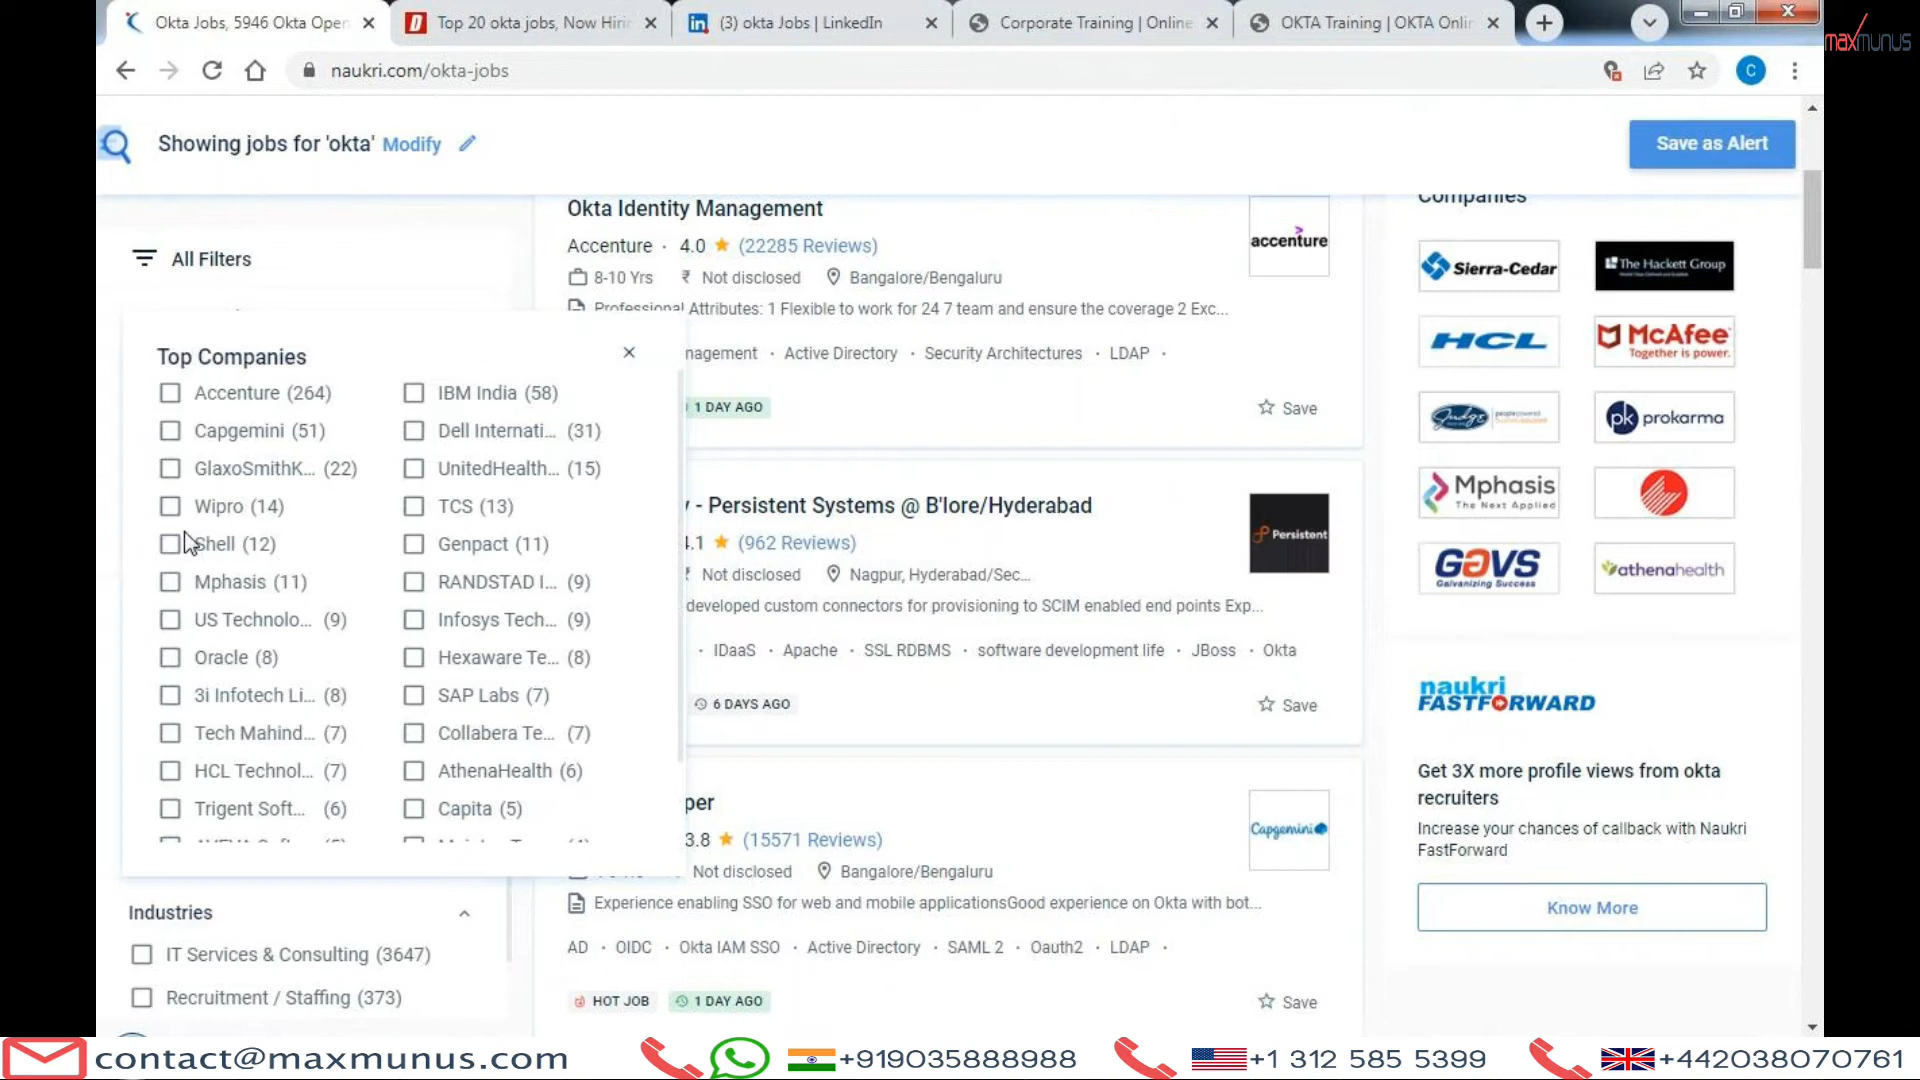 Okta Jobs, 5946 Okta Open
Top 20 okta jobs, Now Hirin
(3) okta Jobs | LinkedIn
Corporate Training | Online
OKTA Training | OKTA Onlin
maxmunus
naukri.com/okta-jobs
C
Showing jobs for 'okta' Modify
Save as Alert
All Filters
Okta Identity Management
Accenture · 4.0 (22285 Reviews)
8-10 Yrs ₹ Not disclosed Bangalore/Bengaluru
Professional Attributes: 1 Flexible to work for 24 7 team and ensure the coverage 2 Exc...
nagement · Active Directory · Security Architectures · LDAP ·
1 DAY AGO
Save
accenture
Top Companies
Accenture (264)
IBM India (58)
Capgemini (51)
Dell Internati... (31)
GlaxoSmithK... (22)
UnitedHealth... (15)
Wipro (14)
TCS (13)
Shell (12)
Genpact (11)
Mphasis (11)
RANDSTAD I... (9)
US Technolo... (9)
Infosys Tech... (9)
Oracle (8)
Hexaware Te... (8)
3i Infotech Li... (8)
SAP Labs (7)
Tech Mahind... (7)
Collabera Te... (7)
HCL Technol... (7)
AthenaHealth (6)
Trigent Soft... (6)
Capita (5)
- Persistent Systems @ B'lore/Hyderabad
4.1 (962 Reviews)
Not disclosed Nagpur, Hyderabad/Sec...
developed custom connectors for provisioning to SCIM enabled end points Exp...
· IDaaS · Apache · SSL RDBMS · software development life · JBoss · Okta
6 DAYS AGO
Save
Persistent
per
3.8 (15571 Reviews)
Not disclosed Bangalore/Bengaluru
Experience enabling SSO for web and mobile applicationsGood experience on Okta with bot...
AD · OIDC · Okta IAM SSO · Active Directory · SAML 2 · Oauth2 · LDAP ·
HOT JOB
1 DAY AGO
Save
Capgemini
Industries
IT Services & Consulting (3647)
Recruitment / Staffing (373)
Companies
Sierra-Cedar
The Hackett Group
HCL
McAfee
Together is power.
Judge
prokarma
pk
Mphasis
The Next Applied
GAVS
Galvanizing Success
athenahealth
naukri
FASTFORWARD
Get 3X more profile views from okta
recruiters
Increase your chances of callback with Naukri
FastForward
Know More
contact@maxmunus.com
+919035888988
+1 312 585 5399
+442038070761